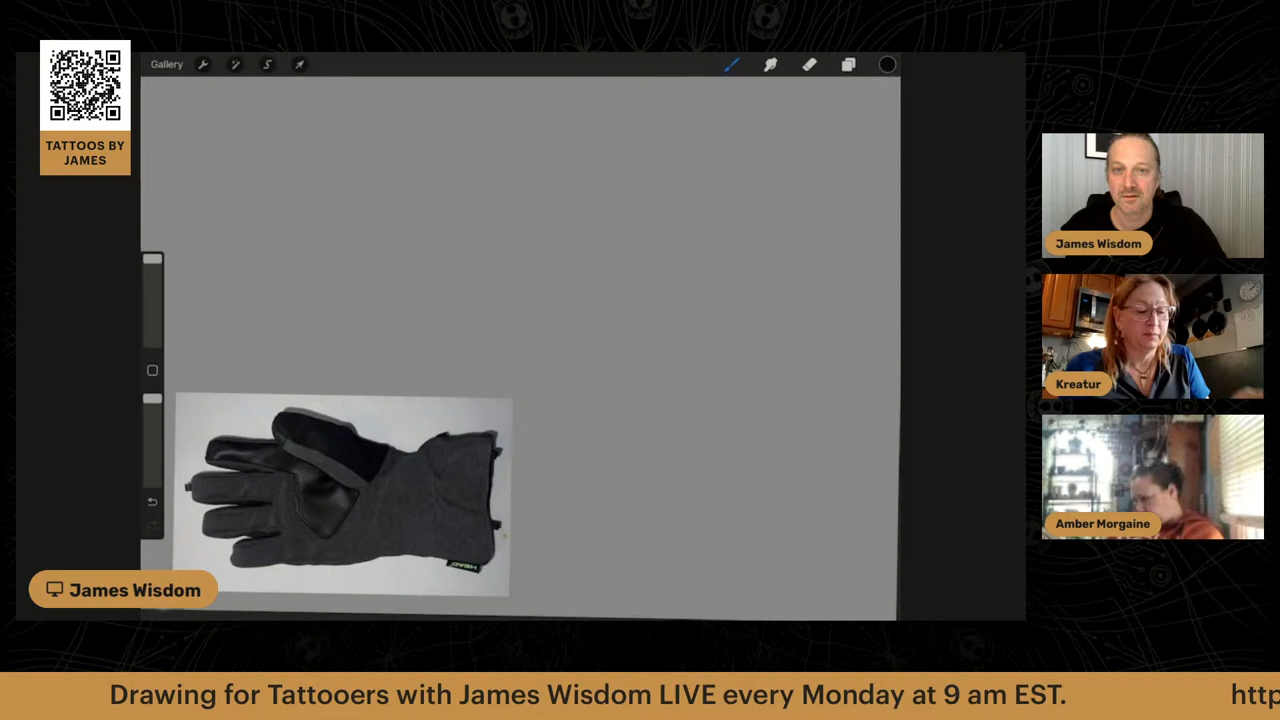 Gallery
TATTOOS BY
JAMES
James Wisdom
Kreatur
Amber Morgaine
HEAD
James Wisdom
Drawing for Tattooers with James Wisdom LIVE every Monday at 9 am EST.
http